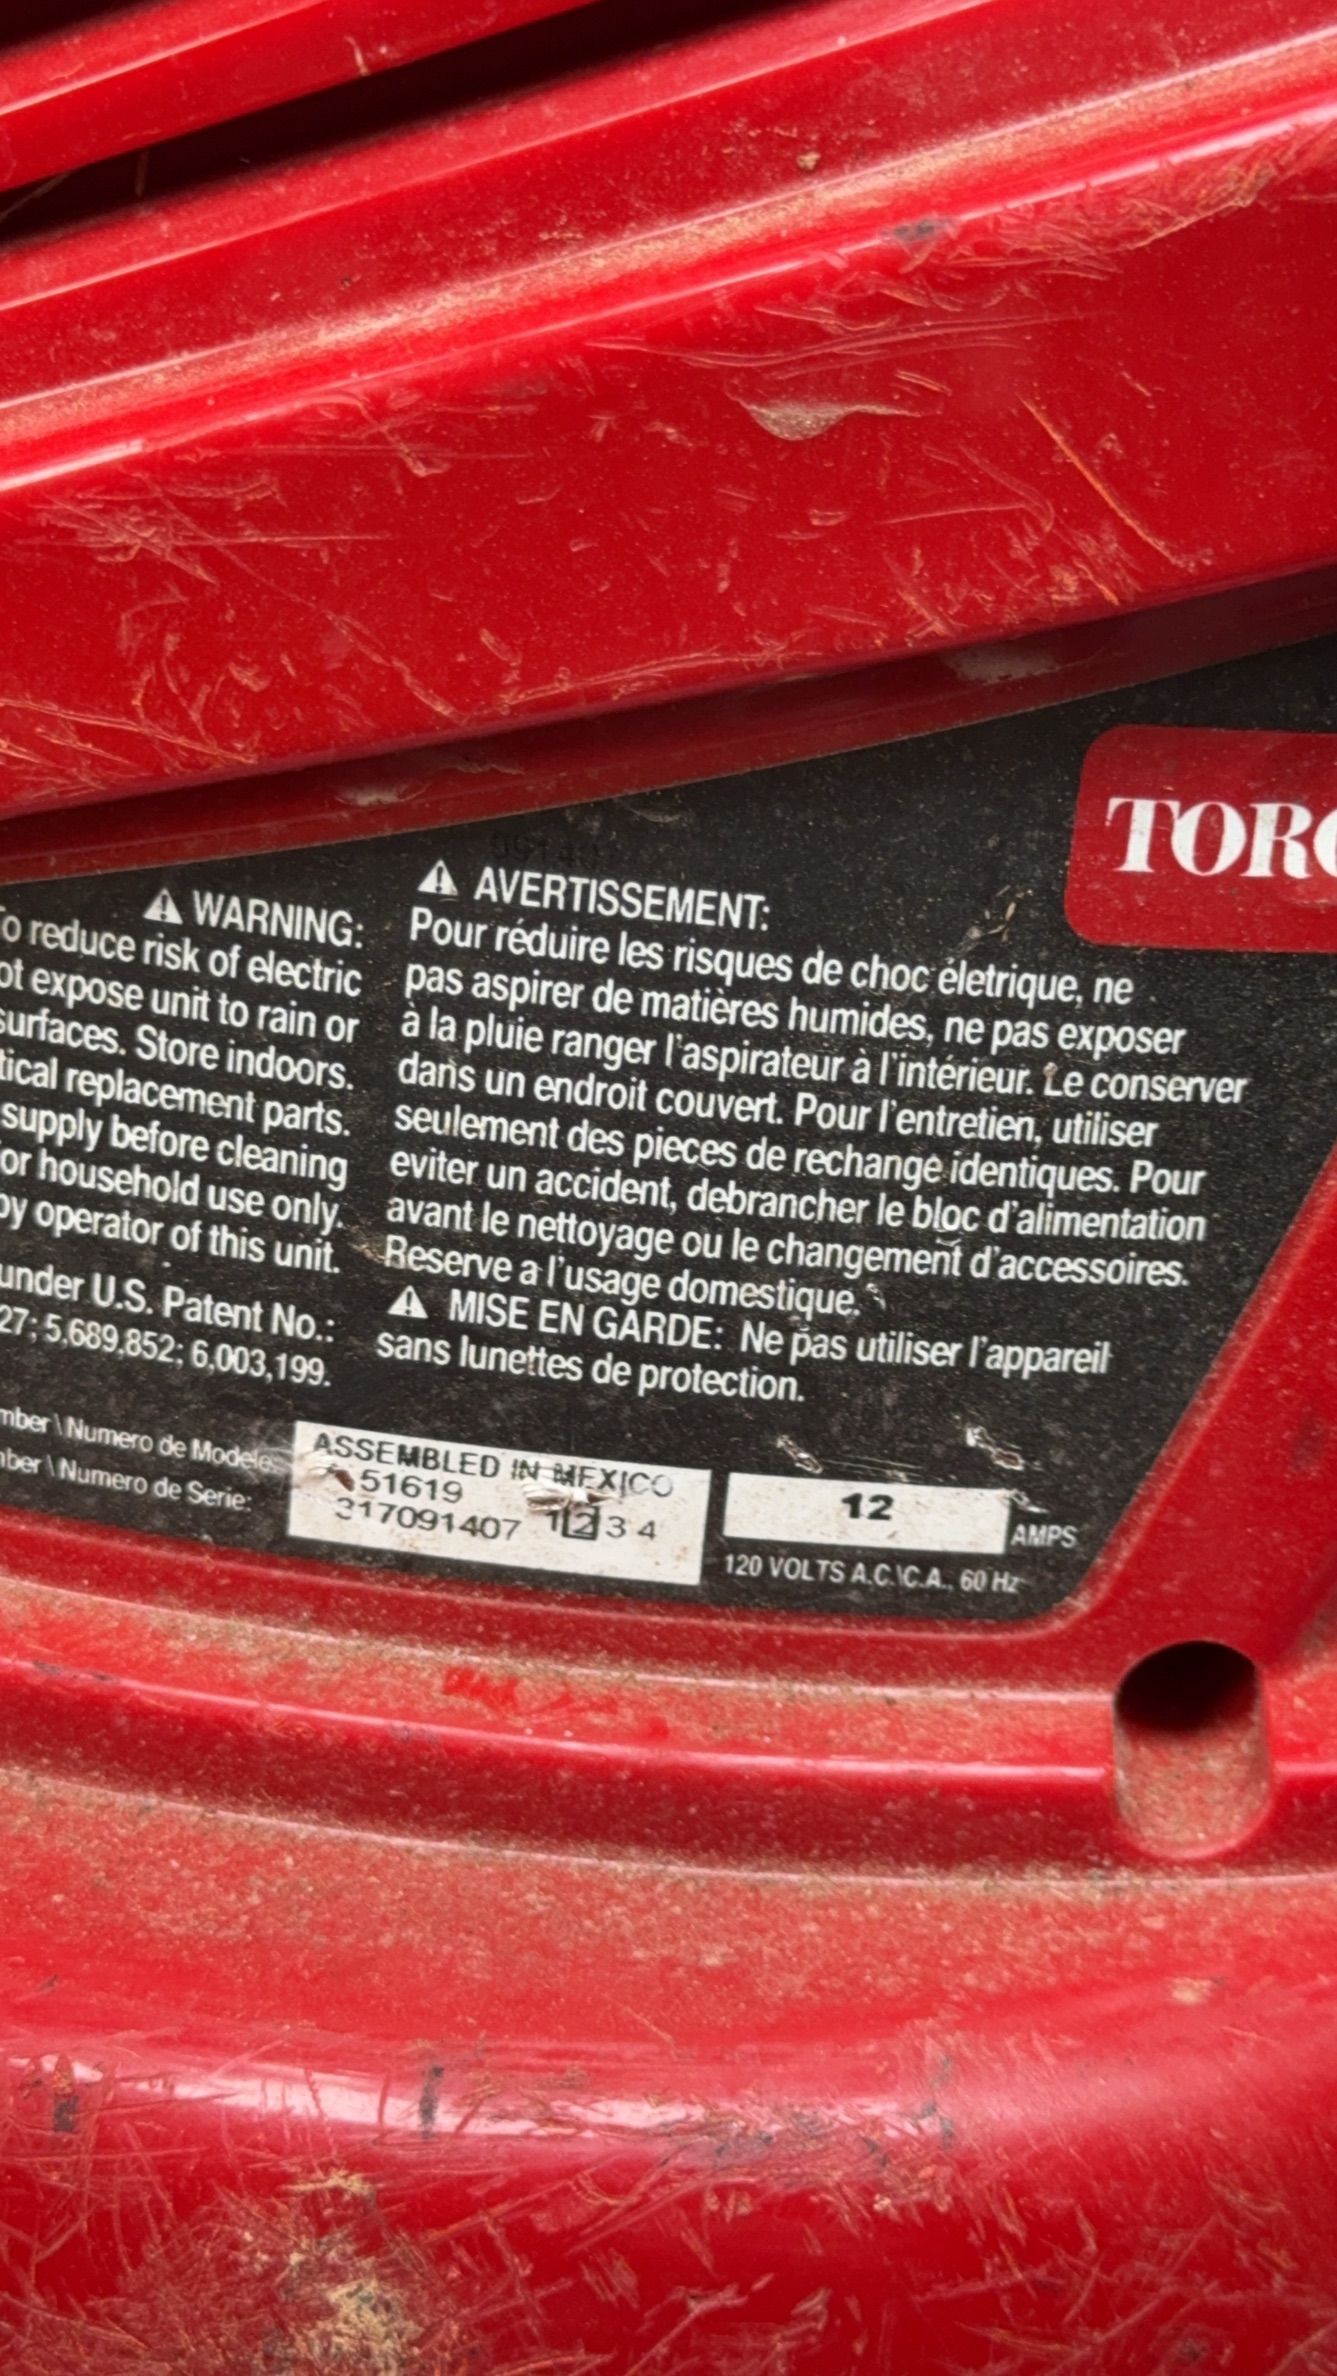 TORO
WARNING:
To reduce risk of electric
ot expose unit to rain or
surfaces. Store indoors.
tical replacement parts.
supply before cleaning
or household use only.
by operator of this unit.
under U.S. Patent No.:
27; 5.689.852; 6,003,199.
AVERTISSEMENT:
Pour réduire les risques de choc életrique, ne
pas aspirer de matières humides, ne pas exposer
à la pluie ranger l'aspirateur à l'intérieur. Le conserver
dans un endroit couvert. Pour l'entretien, utiliser
seulement des pieces de rechange identiques. Pour
eviter un accident, debrancher le bloc d'alimentation
avant le nettoyage ou le changement d'accessoires.
Reserve a l'usage domestique.
MISE EN GARDE: Ne pas utiliser l'appareil
sans lunettes de protection.
mber \ Numero de Modele:
mber \ Numero de Serie:
ASSEMBLED IN MEXICO
51619
317091407 1 2 3 4
12
AMPS
120 VOLTS A.C.\C.A., 60 Hz